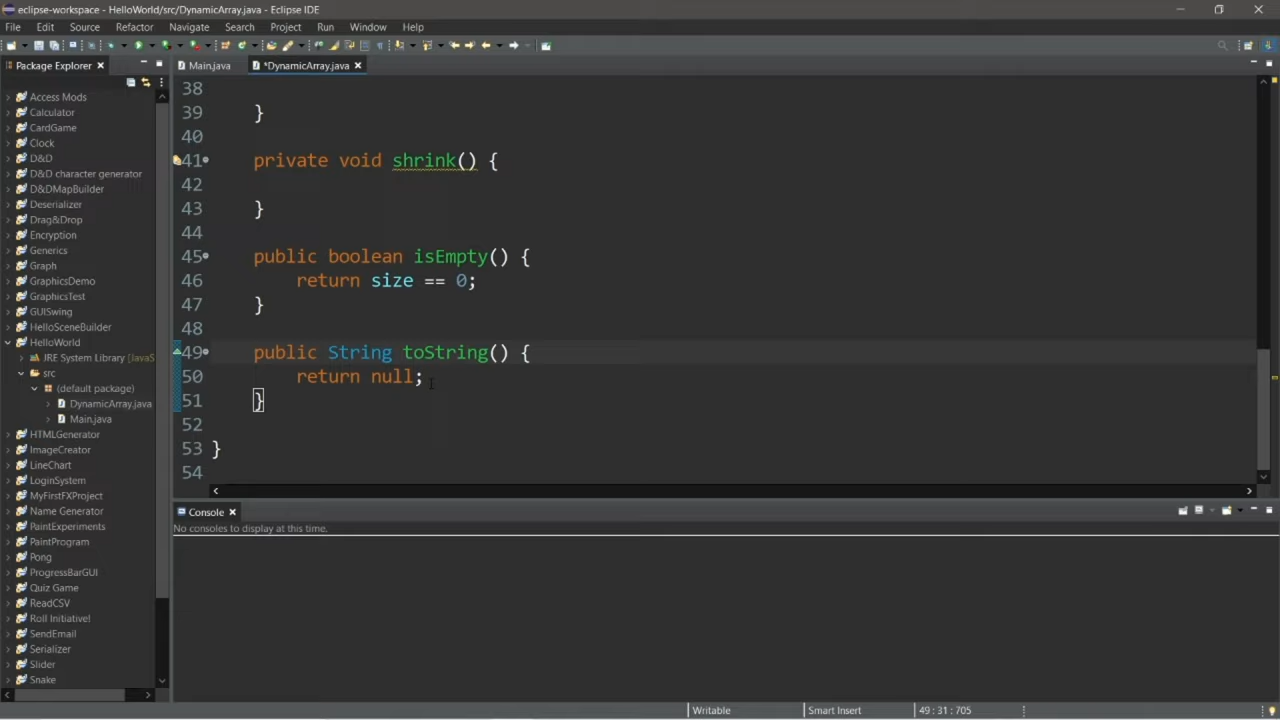 eclipse-workspace - HelloWorld/src/DynamicArray.java - Eclipse IDE
File Edit Source Refactor Navigate Search Project Run Window Help
Package Explorer
Main.java
*DynamicArray.java
Access Mods
Calculator
CardGame
Clock
D&D
D&D character generator
D&DMapBuilder
Deserializer
Drag&Drop
Encryption
Generics
Graph
GraphicsDemo
GraphicsTest
GUISwing
HelloSceneBuilder
HelloWorld
JRE System Library [JavaS
src
(default package)
DynamicArray.java
Main.java
HTMLGenerator
ImageCreator
LineChart
LoginSystem
MyFirstFXProject
Name Generator
PaintExperiments
PaintProgram
Pong
ProgressBarGUI
Quiz Game
ReadCSV
Roll Initiative!
SendEmail
Serializer
Slider
Snake
38
39 }
40
41 private void shrink() {
42
43 }
44
45 public boolean isEmpty() {
46 return size == 0;
47 }
48
49 public String toString() {
50 return null;
51 }
52
53 }
54
Console
No consoles to display at this time.
Writable
Smart Insert
49 : 31 : 705